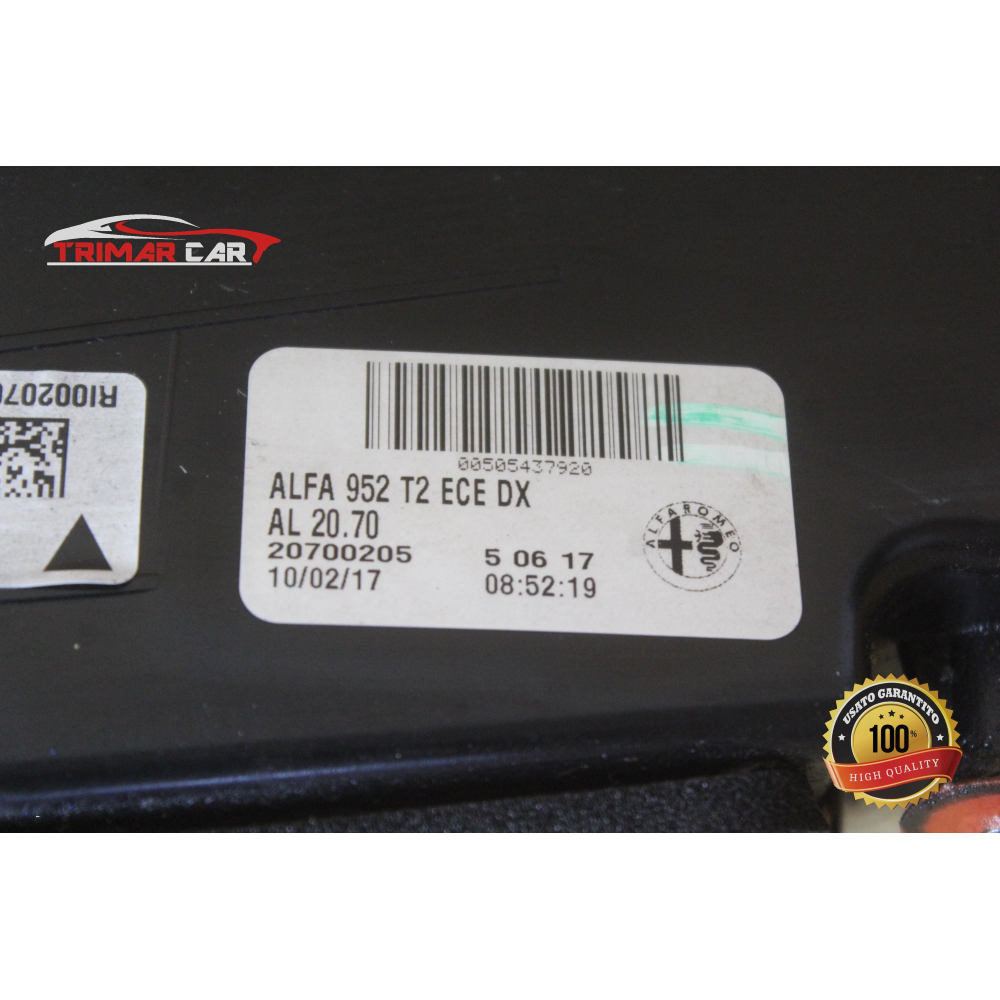 TRIMAR CAR
RI002070
00505437920
ALFA 952 T2 ECE DX
AL 20.70
20700205 5 06 17
10/02/17 08:52:19
ALFA ROMEO
USATO GARANTITO
100%
HIGH QUALITY